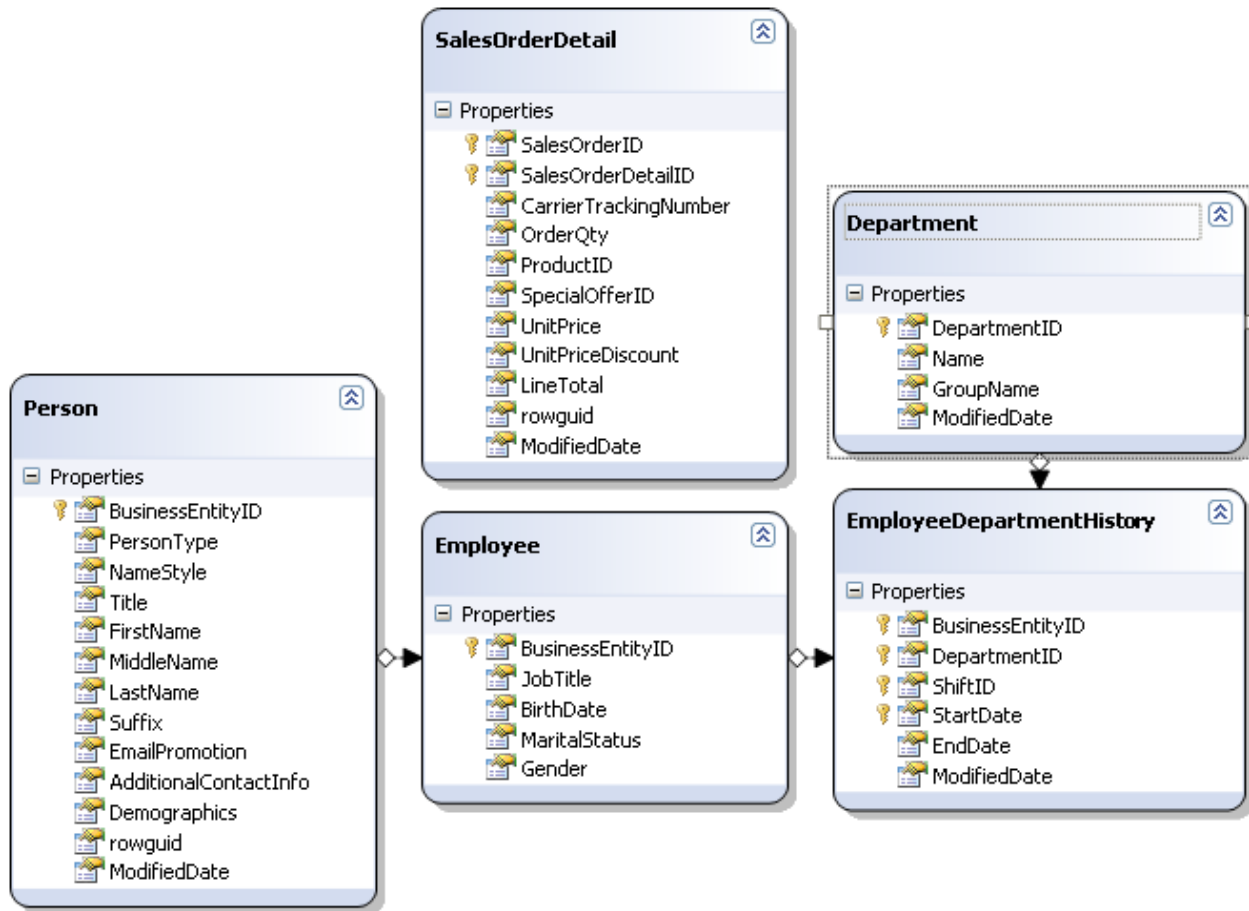 SalesOrderDetail
Properties
SalesOrderID
SalesOrderDetailID
CarrierTrackingNumber
OrderQty
ProductID
SpecialOfferID
UnitPrice
UnitPriceDiscount
LineTotal
rowguid
ModifiedDate
Department
Properties
DepartmentID
Name
GroupName
ModifiedDate
Person
Properties
BusinessEntityID
PersonType
NameStyle
Title
FirstName
MiddleName
LastName
Suffix
EmailPromotion
AdditionalContactInfo
Demographics
rowguid
ModifiedDate
Employee
Properties
BusinessEntityID
JobTitle
BirthDate
MaritalStatus
Gender
EmployeeDepartmentHistory
Properties
BusinessEntityID
DepartmentID
ShiftID
StartDate
EndDate
ModifiedDate